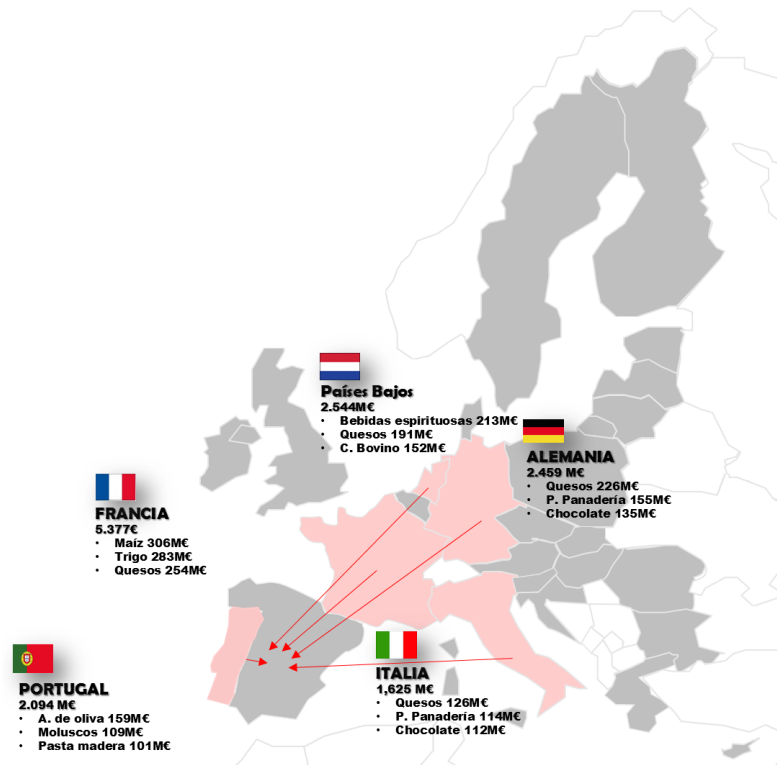 Países Bajos
2.544M€
• Bebidas espirituosas 213M€
• Quesos 191M€
• C. Bovino 152M€
ALEMANIA
2.459 M€
• Quesos 226M€
• P. Panadería 155M€
• Chocolate 135M€
FRANCIA
5.377€
• Maíz 306M€
• Trigo 283M€
• Quesos 254M€
ITALIA
1,625 M€
• Quesos 126M€
• P. Panadería 114M€
• Chocolate 112M€
PORTUGAL
2.094 M€
• A. de oliva 159M€
• Moluscos 109M€
• Pasta madera 101M€